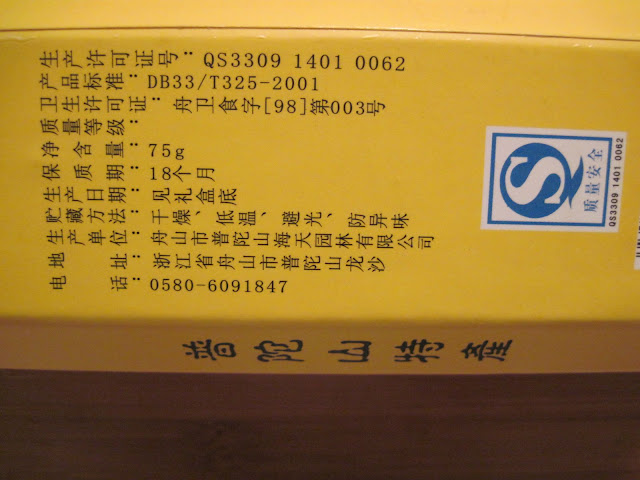 生产许可证号：QS3309 1401 0062
产品标准：DB33/T325-2001
卫生许可证：舟卫食字[98]第003号
质量等级：
净含量：75g
保质期：18个月
生产日期：见礼盒底
贮藏方法：干燥、低温、避光、防异味
生产单位：舟山市普陀山海天园林有限公司
地址：浙江省舟山市普陀山龙沙
电话：0580-6091847
质量安全
QS3309 1401 0062
普陀山特產